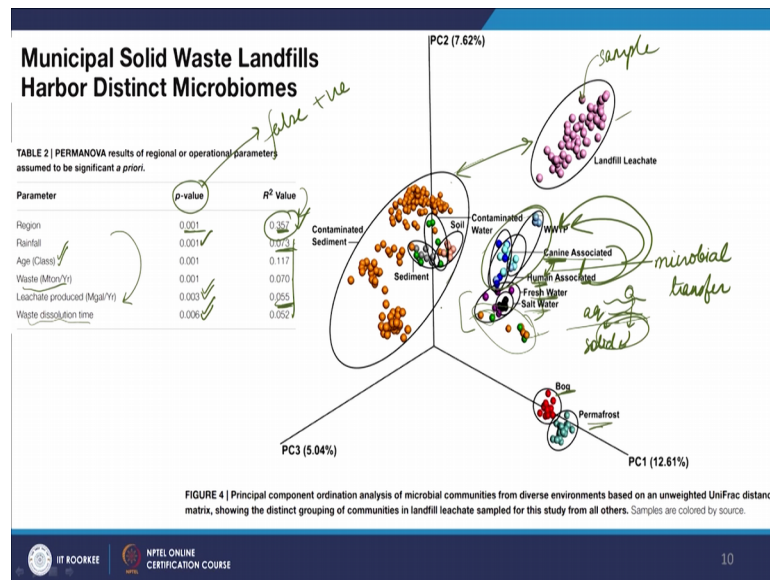 Municipal Solid Waste Landfills
Harbor Distinct Microbiomes
false +ve
TABLE 2 | PERMANOVA results of regional or operational parameters
assumed to be significant a priori.
Parameter p-value R² Value
Region 0.001 0.357
Rainfall 0.001 0.073
Age (Class) 0.001 0.117
Waste (Mton/Yr) 0.001 0.070
Leachate produced (Mgal/Yr) 0.003 0.055
Waste dissolution time 0.006 0.052
PC2 (7.62%)
sample
Landfill Leachate
Contaminated
Sediment
Soil
Contaminated
Water
WWTP
Sediment
Canine Associated
Human Associated
Fresh Water
Salt Water
microbial
transfer
aq
solid
Bog
Permafrost
PC3 (5.04%)
PC1 (12.61%)
FIGURE 4 | Principal component ordination analysis of microbial communities from diverse environments based on an unweighted UniFrac distanc
matrix, showing the distinct grouping of communities in landfill leachate sampled for this study from all others. Samples are colored by source.
IIT ROORKEE
NPTEL ONLINE
CERTIFICATION COURSE
10